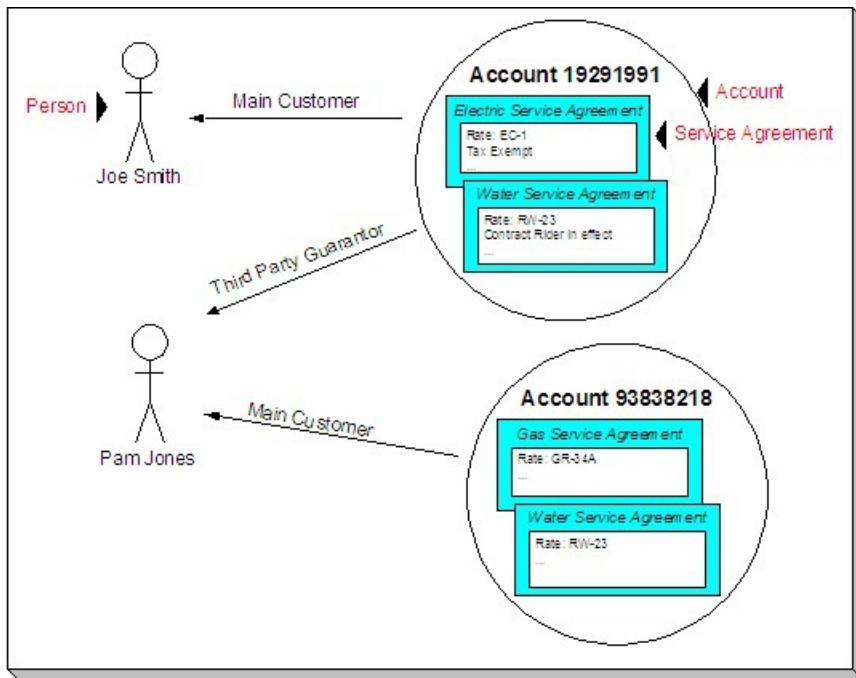 Account 19291991
Account
Person
Main Customer
Electric Service Agreement
Service Agreement
Rate: EC-1
Tax Exempt
...
Joe Smith
Water Service Agreement
Rate: RW-23
Contract Rider in effect
...
Third Party Guarantor
Account 93838218
Main Customer
Gas Service Agreement
Pam Jones
Rate: GR-34A
...
Water Service Agreement
Rate: RW-23
...